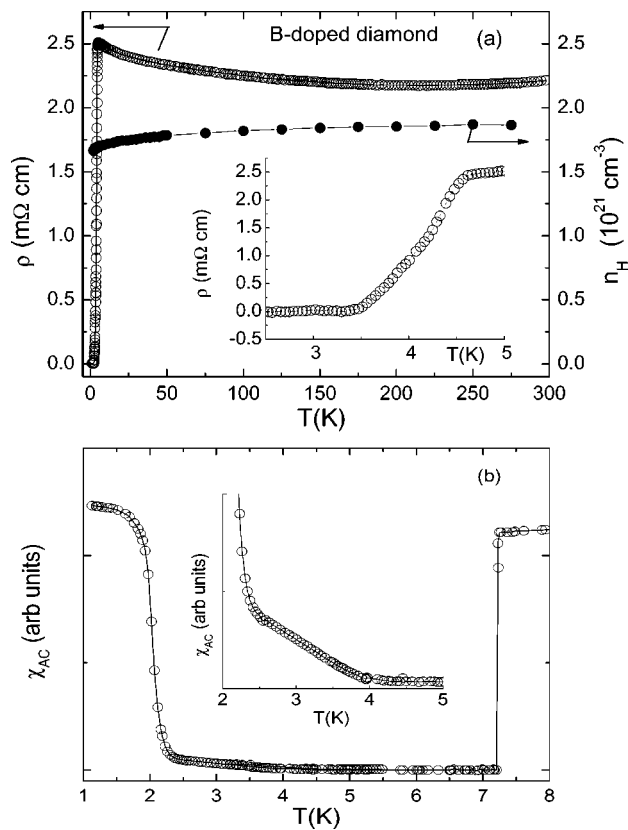 B-doped diamond (a)
2.5
2.0
1.5
1.0
0.5
0.0
ρ (mΩ cm)
2.5
2.0
1.5
1.0
0.5
0.0
n_H (10^21 cm^-3)
2.5
2.0
1.5
1.0
0.5
0.0
-0.5
ρ (mΩ cm)
3 4 5
T(K)
0 50 100 150 200 250 300
T(K)
(b)
χ_AC (arb units)
χ_AC (arb units)
2 3 4 5
T(K)
1 2 3 4 5 6 7 8
T(K)